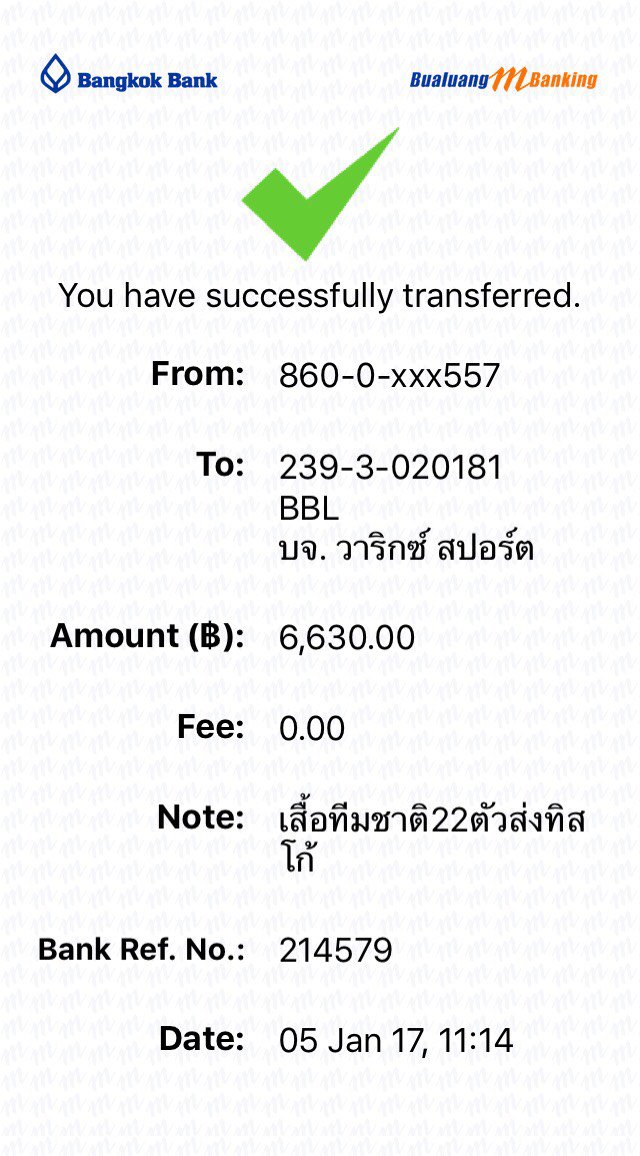 Bangkok Bank
Bualuang mBanking
You have successfully transferred.
From: 860-0-xxx557
To: 239-3-020181
BBL
บจ. วาริกซ์ สปอร์ต
Amount (฿): 6,630.00
Fee: 0.00
Note: เสื้อทีมชาติ22ตัวส่งทิส
โก้
Bank Ref. No.: 214579
Date: 05 Jan 17, 11:14